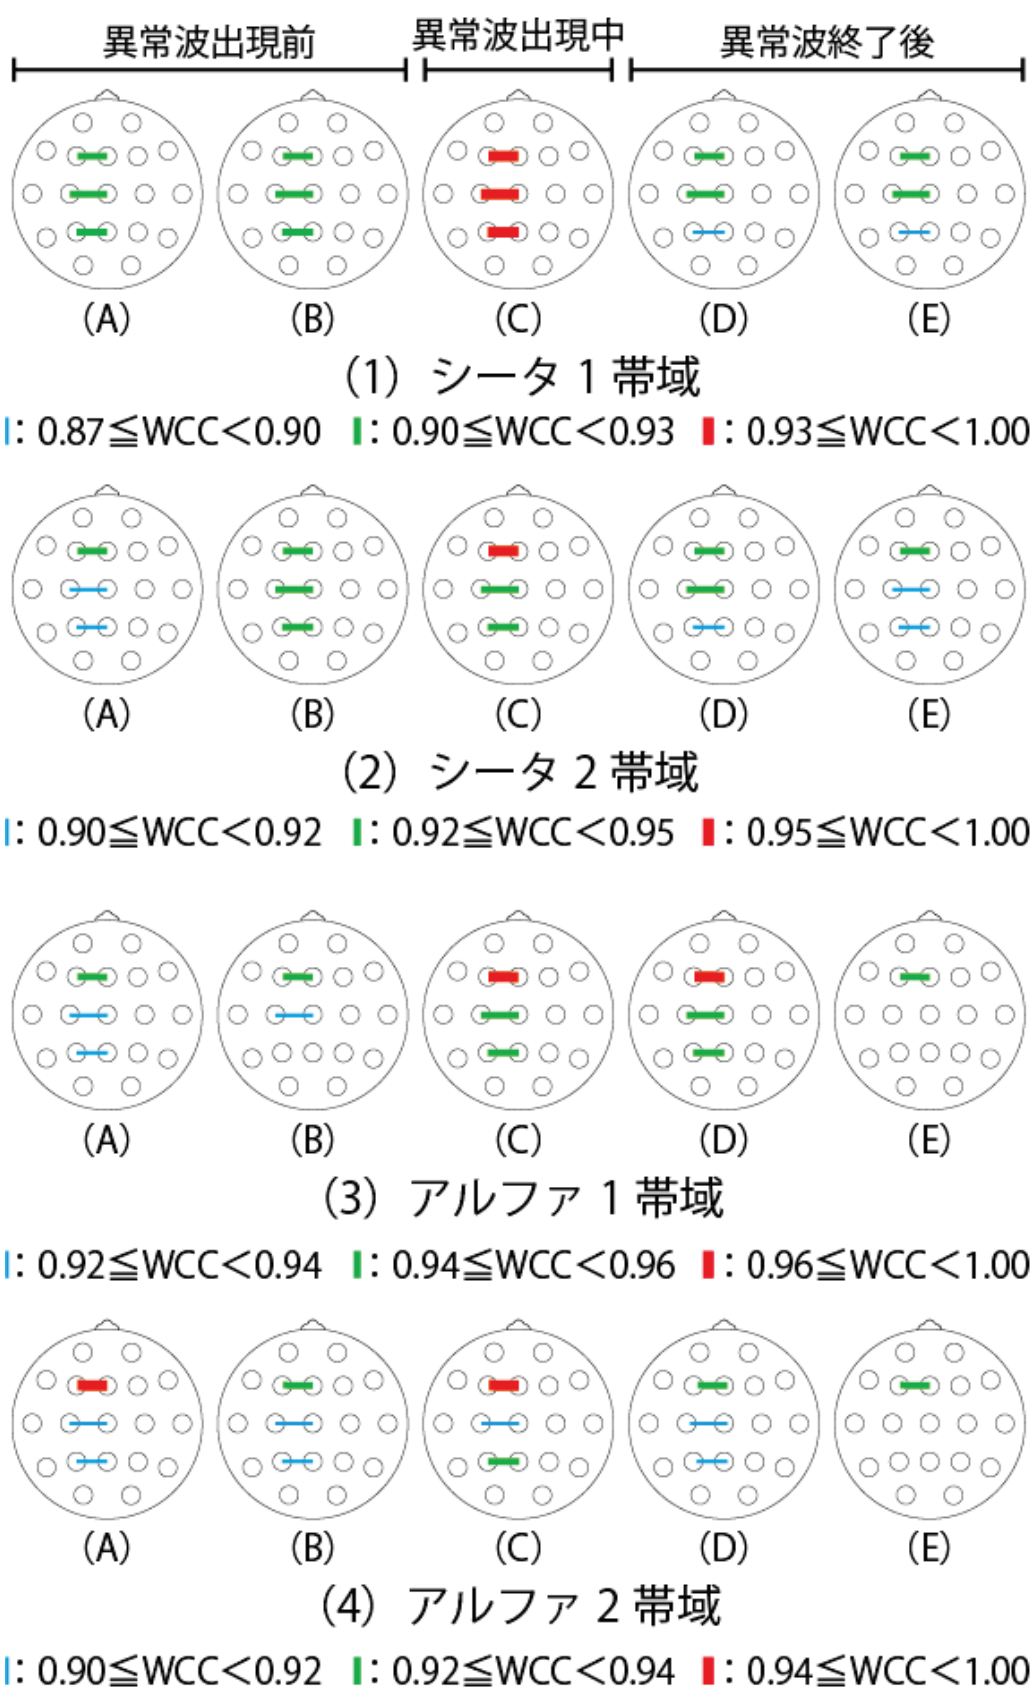 異常波出現前 異常波出現中 異常波終了後
(A) (B) (C) (D) (E)
(1) シータ 1 帯域
: 0.87≦WCC<0.90 : 0.90≦WCC<0.93 : 0.93≦WCC<1.00
(A) (B) (C) (D) (E)
(2) シータ 2 帯域
: 0.90≦WCC<0.92 : 0.92≦WCC<0.95 : 0.95≦WCC<1.00
(A) (B) (C) (D) (E)
(3) アルファ 1 帯域
: 0.92≦WCC<0.94 : 0.94≦WCC<0.96 : 0.96≦WCC<1.00
(A) (B) (C) (D) (E)
(4) アルファ 2 帯域
: 0.90≦WCC<0.92 : 0.92≦WCC<0.94 : 0.94≦WCC<1.00